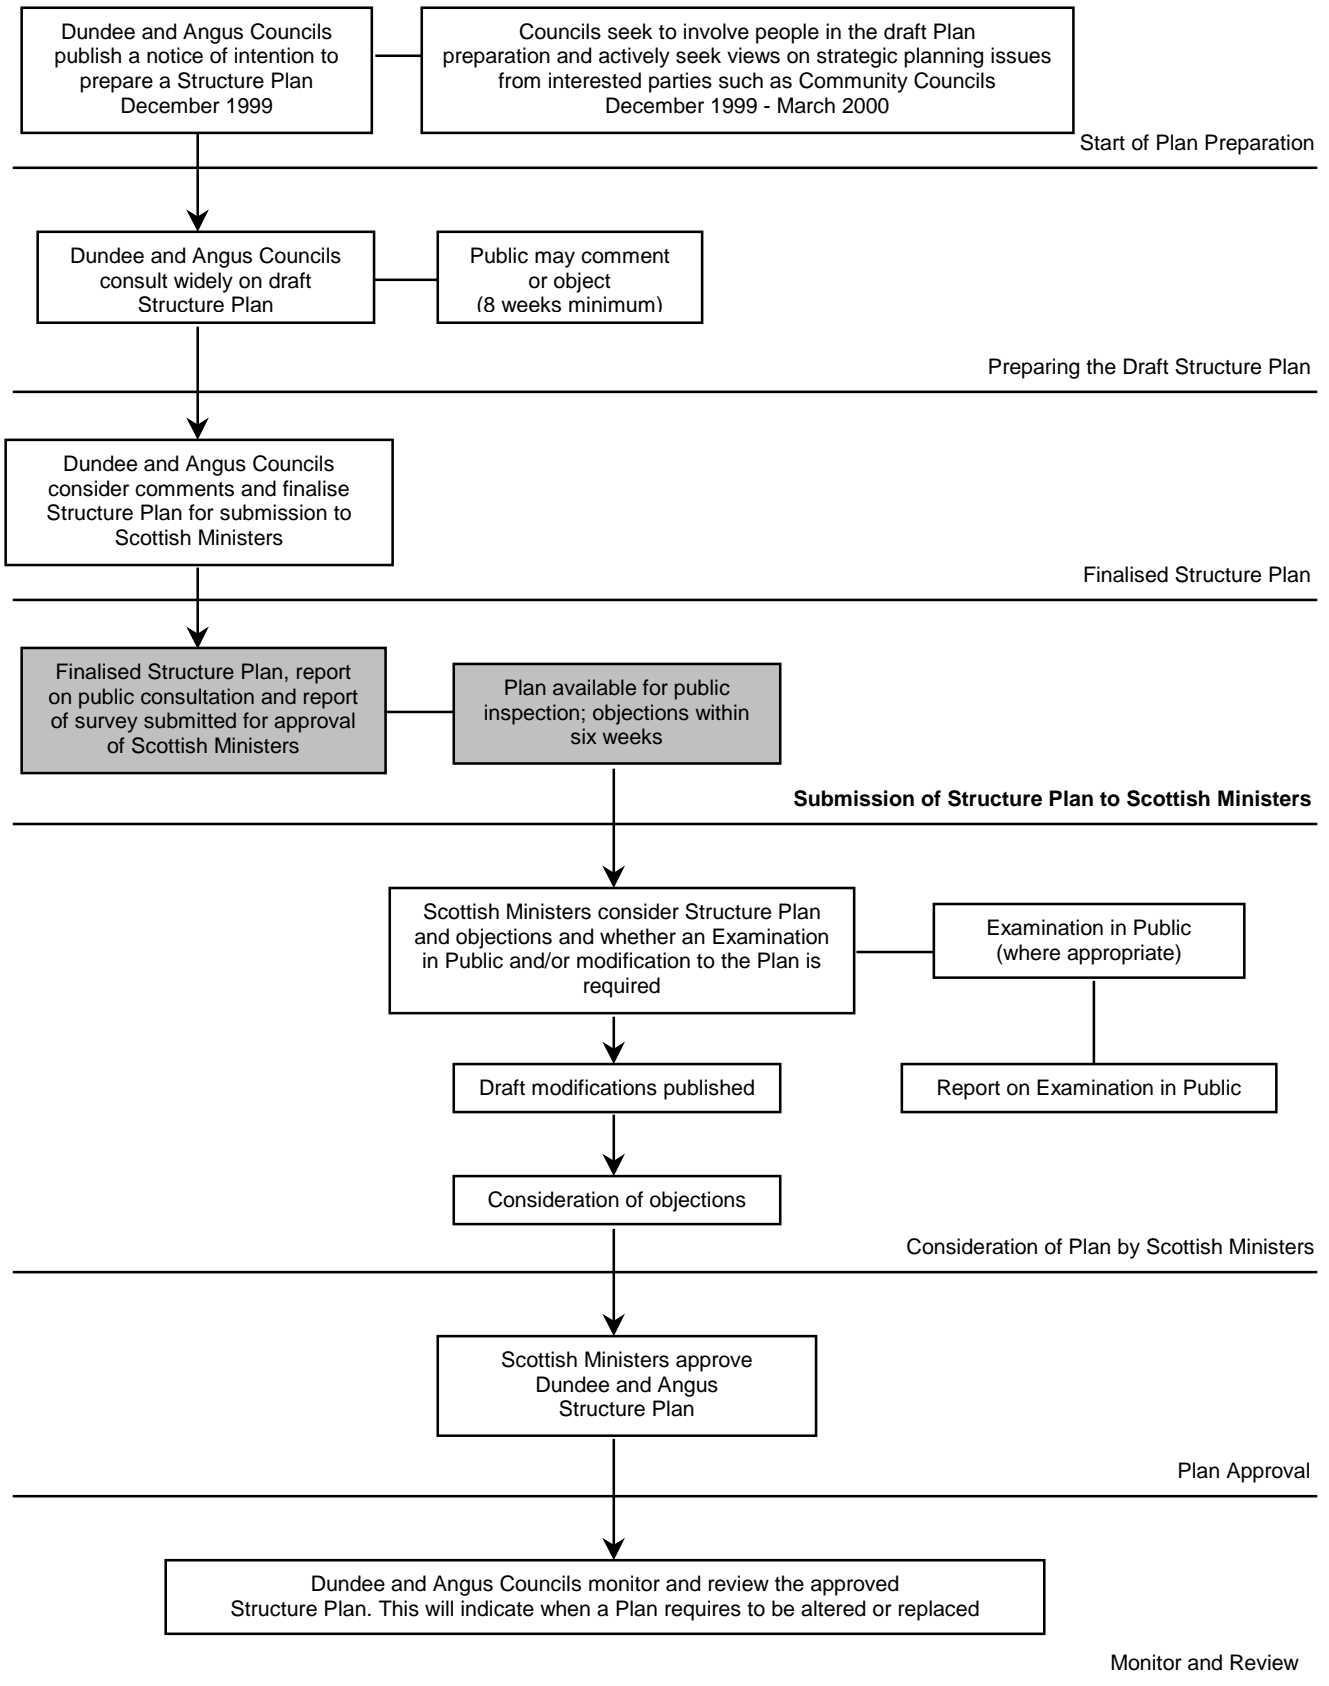 Dundee and Angus Councils
publish a notice of intention to
prepare a Structure Plan
December 1999
Councils seek to involve people in the draft Plan
preparation and actively seek views on strategic planning issues
from interested parties such as Community Councils
December 1999 - March 2000
Start of Plan Preparation
Dundee and Angus Councils
consult widely on draft
Structure Plan
Public may comment
or object
(8 weeks minimum)
Preparing the Draft Structure Plan
Dundee and Angus Councils
consider comments and finalise
Structure Plan for submission to
Scottish Ministers
Finalised Structure Plan
Finalised Structure Plan, report
on public consultation and report
of survey submitted for approval
of Scottish Ministers
Plan available for public
inspection; objections within
six weeks
Submission of Structure Plan to Scottish Ministers
Scottish Ministers consider Structure Plan
and objections and whether an Examination
in Public and/or modification to the Plan is
required
Examination in Public
(where appropriate)
Draft modifications published
Report on Examination in Public
Consideration of objections
Consideration of Plan by Scottish Ministers
Scottish Ministers approve
Dundee and Angus
Structure Plan
Plan Approval
Dundee and Angus Councils monitor and review the approved
Structure Plan. This will indicate when a Plan requires to be altered or replaced
Monitor and Review